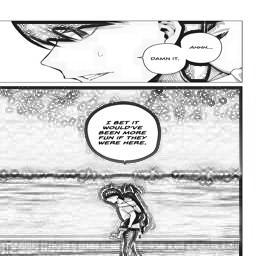 AHHH...
DAMN IT.
I BET IT
WOULD'VE
BEEN MORE
FUN IF THEY
WERE HERE.